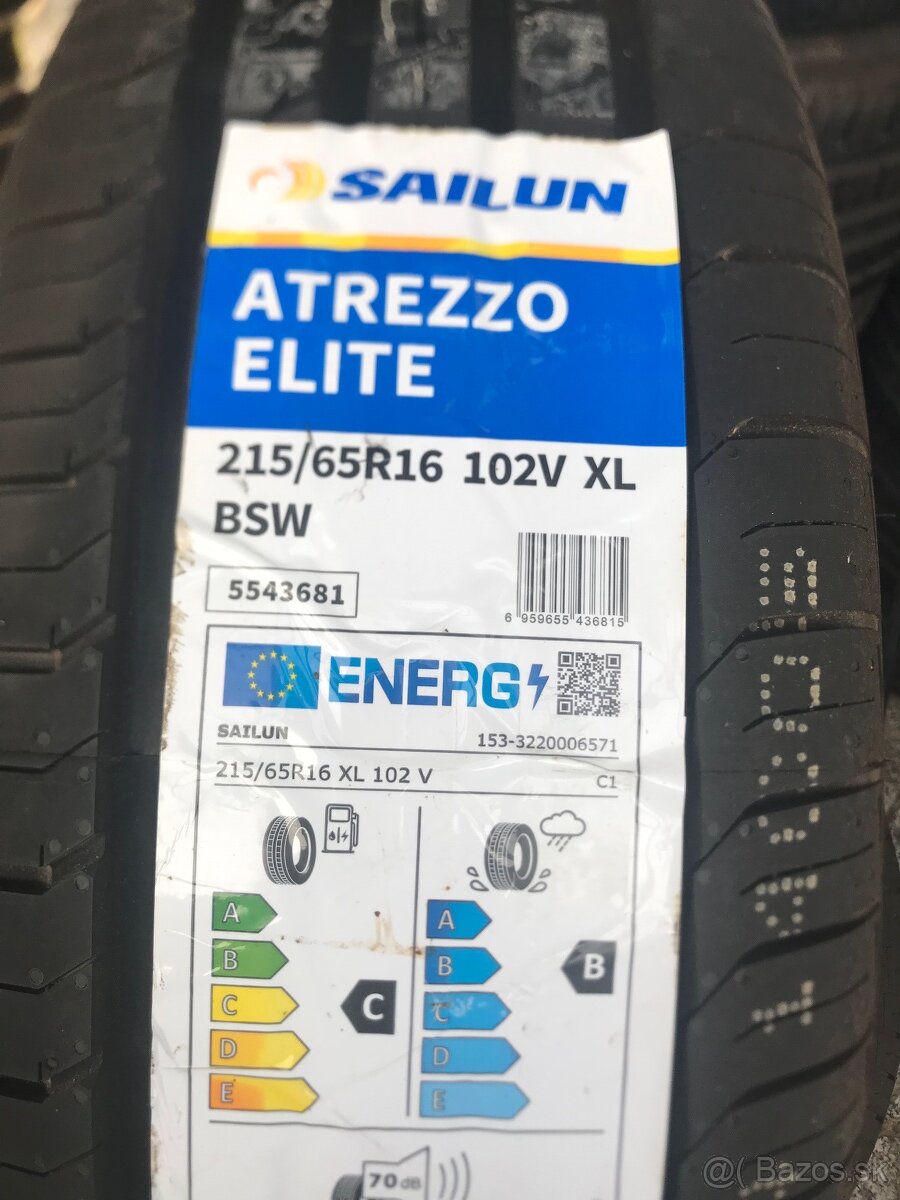 SAILUN
ATREZZO
ELITE
215/65R16 102V XL
BSW
5543681
6 959655 436815
ENERG
SAILUN 153-3220006571
215/65R16 XL 102 V C1
A A
B B B
C C C
D D
E E
70 dB
@( Bazos.sk